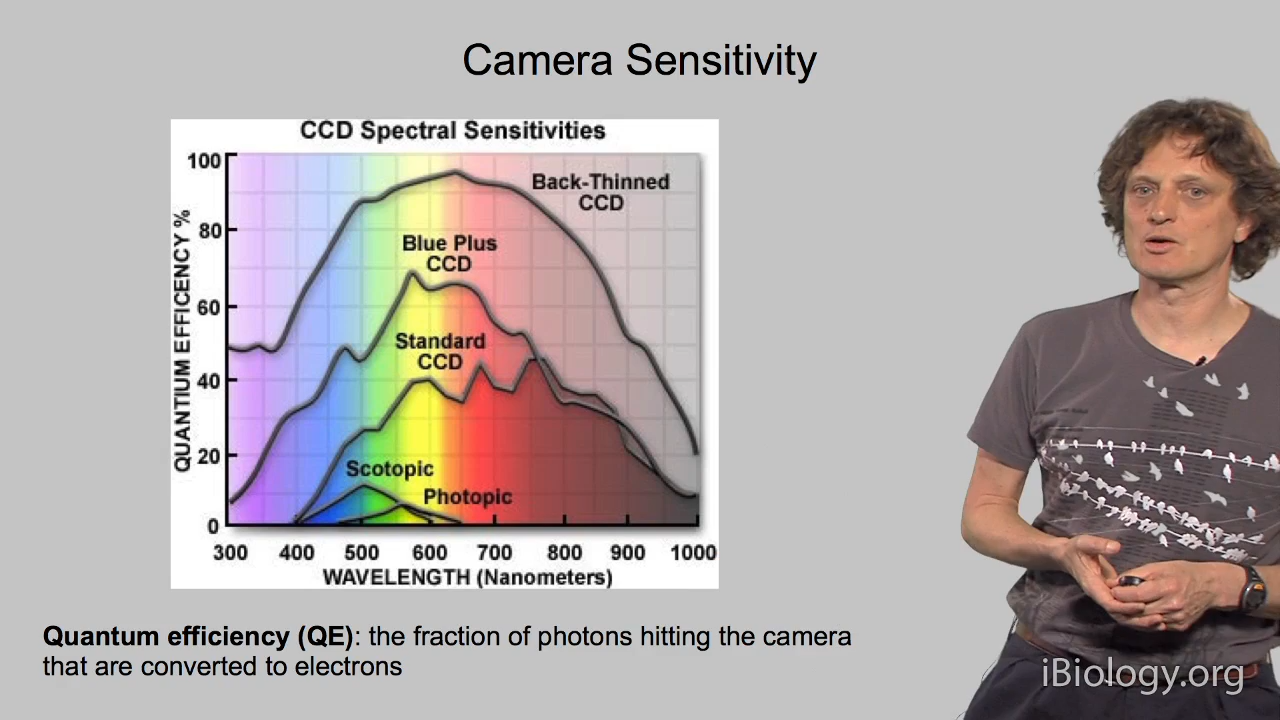 Camera Sensitivity
CCD Spectral Sensitivities
100
80
60
40
20
0
QUANTIUM EFFICENCY %
Back-Thinned
CCD
Blue Plus
CCD
Standard
CCD
Scotopic
Photopic
300 400 500 600 700 800 900 1000
WAVELENGTH (Nanometers)
Quantum efficiency (QE): the fraction of photons hitting the camera
that are converted to electrons
iBiology.org